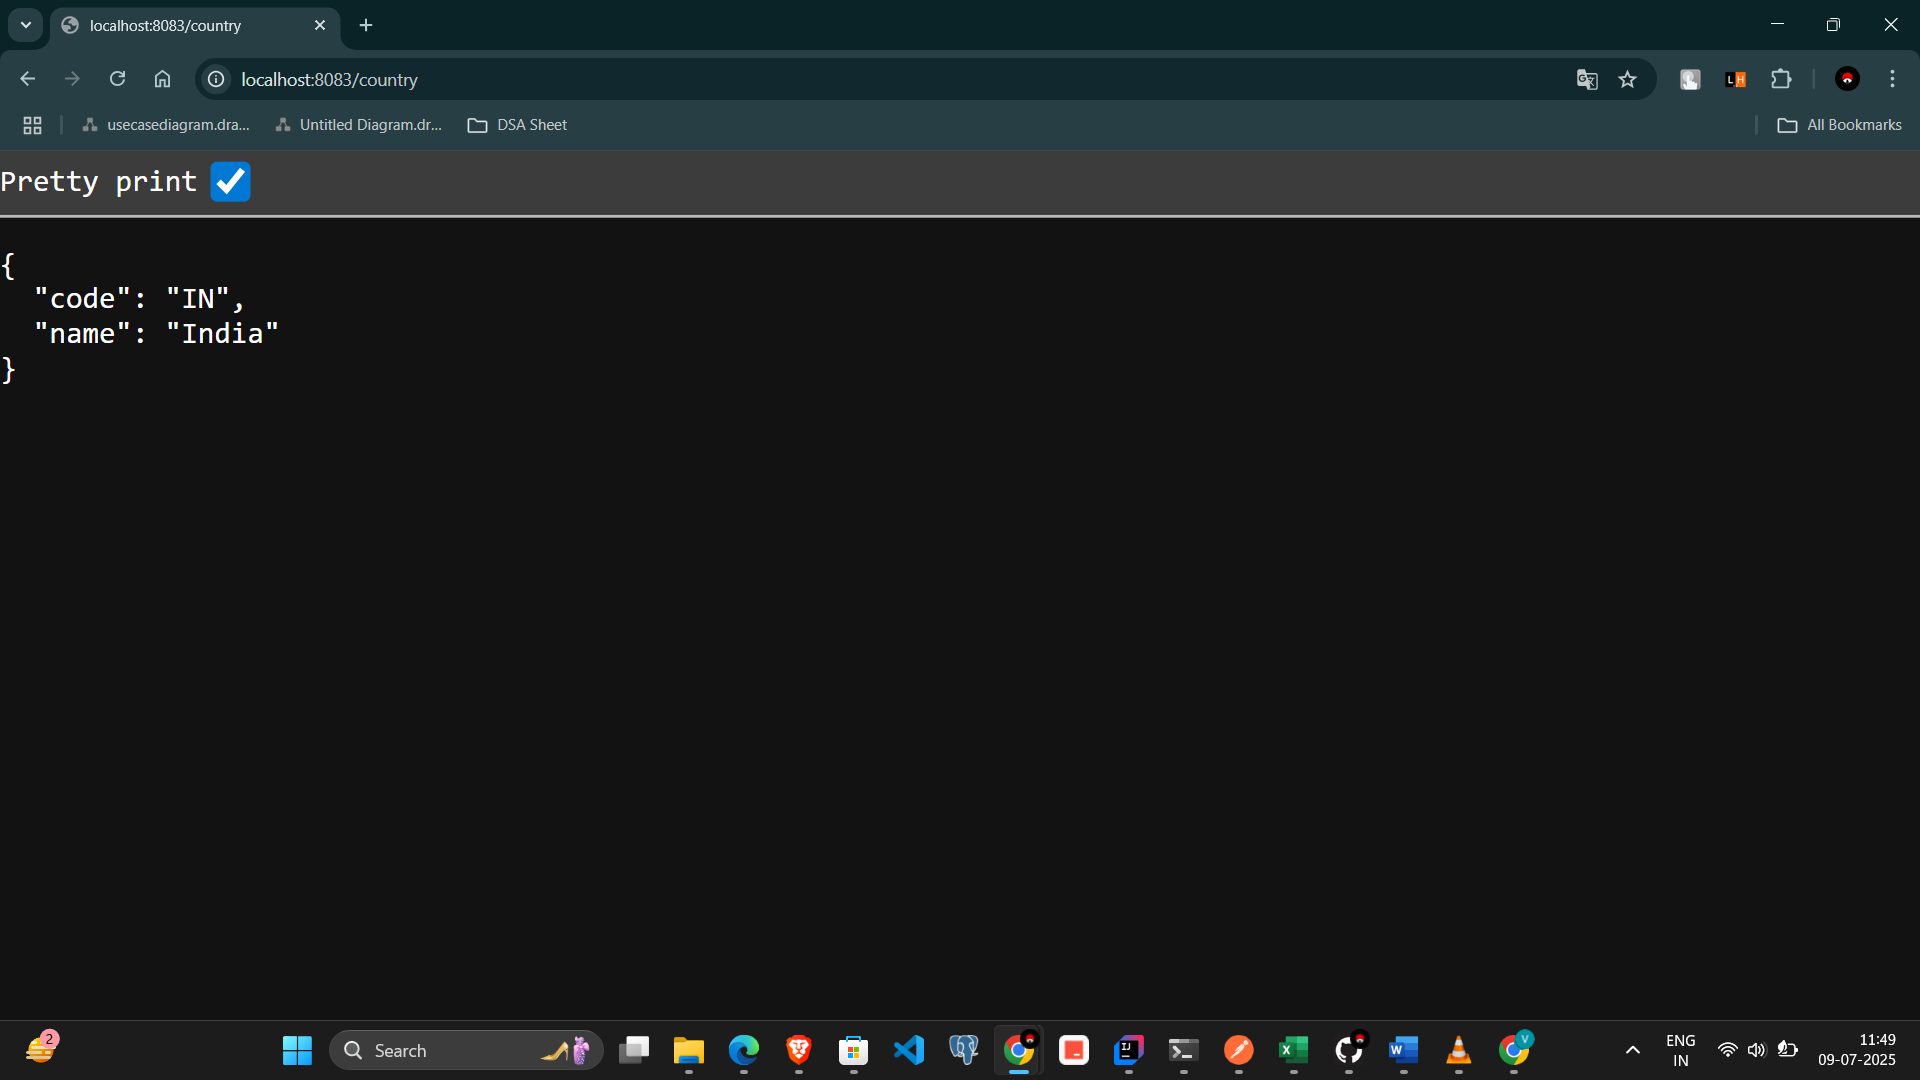 localhost:8083/country
localhost:8083/country
usecasediagram.dra...
Untitled Diagram.dr...
DSA Sheet
All Bookmarks
Pretty print
{
  "code": "IN",
  "name": "India"
}
2
Search
V
ENG
IN
11:49
09-07-2025